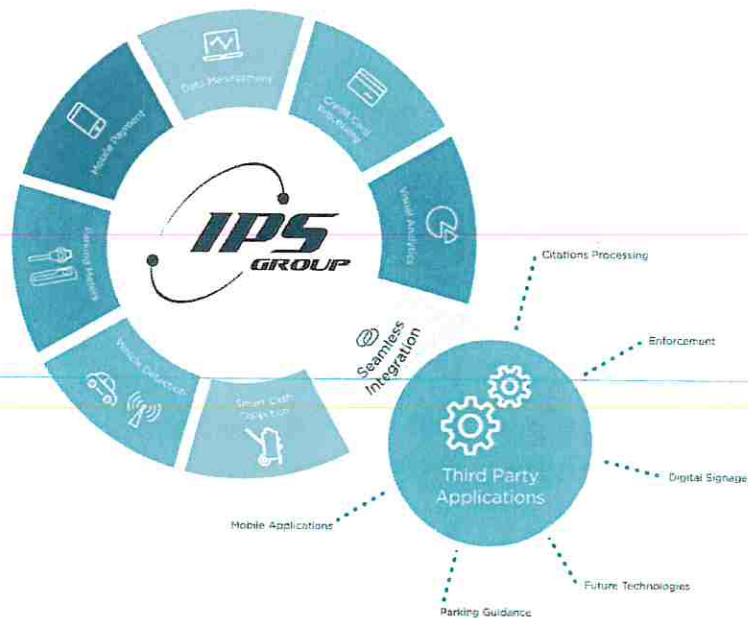 Data Management
Credit Card
Processing
Mobile Payment
Visual Analytics
Parking Meters
IPS
GROUP
Vehicle Detection
Smart Cash
Collection
Seamless
Integration
Citations Processing
Enforcement
Third Party
Applications
Digital Signage
Mobile Applications
Future Technologies
Parking Guidance